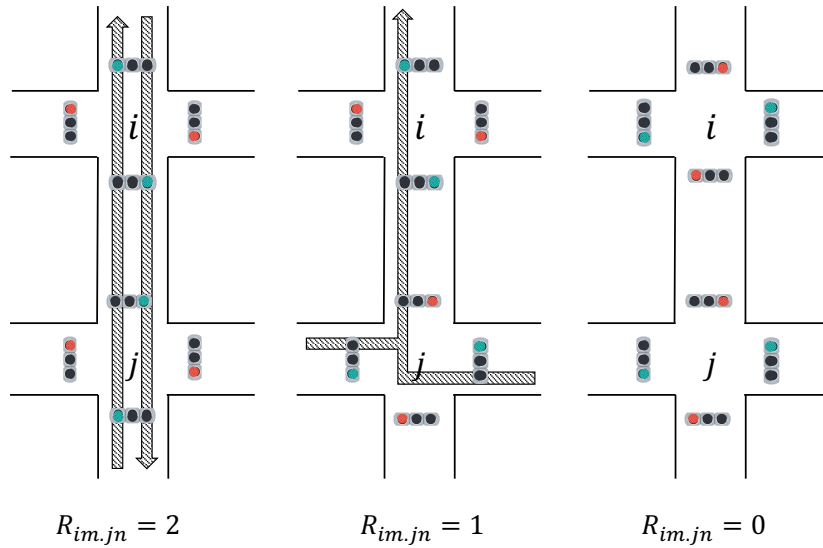 i
i
i
j
j
j
R_{im.jn} = 2
R_{im.jn} = 1
R_{im.jn} = 0